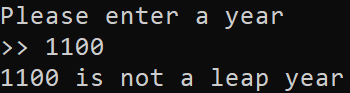 Please enter a year
>> 1100
1100 is not a leap year